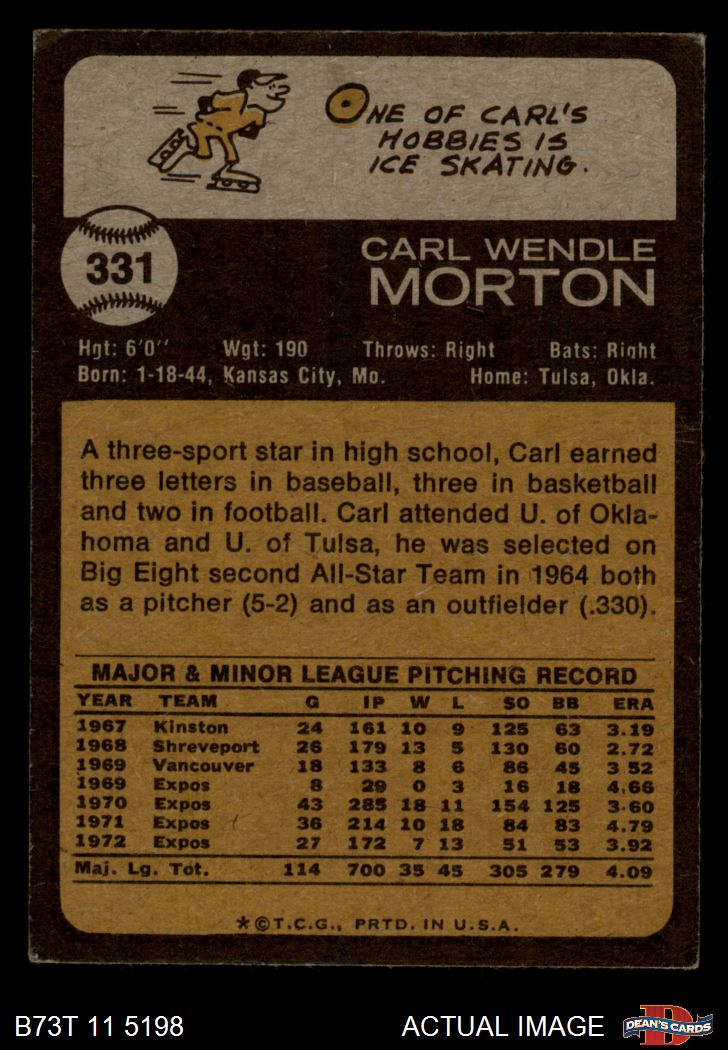 ONE OF CARL'S
HOBBIES IS
ICE SKATING.
331
CARL WENDLE
MORTON
Hgt: 6'0" Wgt: 190 Throws: Right Bats: Right
Born: 1-18-44, Kansas City, Mo. Home: Tulsa, Okla.
A three-sport star in high school, Carl earned
three letters in baseball, three in basketball
and two in football. Carl attended U. of Okla-
homa and U. of Tulsa, he was selected on
Big Eight second All-Star Team in 1964 both
as a pitcher (5-2) and as an outfielder (.330).
MAJOR & MINOR LEAGUE PITCHING RECORD
YEAR TEAM G IP W L SO BB ERA
1967 Kinston 24 161 10 9 125 63 3.19
1968 Shreveport 26 179 13 5 130 60 2.72
1969 Vancouver 18 133 8 6 86 45 3.52
1969 Expos 8 29 0 3 16 18 4.66
1970 Expos 43 285 18 11 154 125 3.60
1971 Expos 36 214 10 18 84 83 4.79
1972 Expos 27 172 7 13 51 53 3.92
Maj. Lg. Tot. 114 700 35 45 305 279 4.09
*©T.C.G., PRTD. IN U.S.A.
B73T 11 5198 ACTUAL IMAGE D DEAN'S CARDS